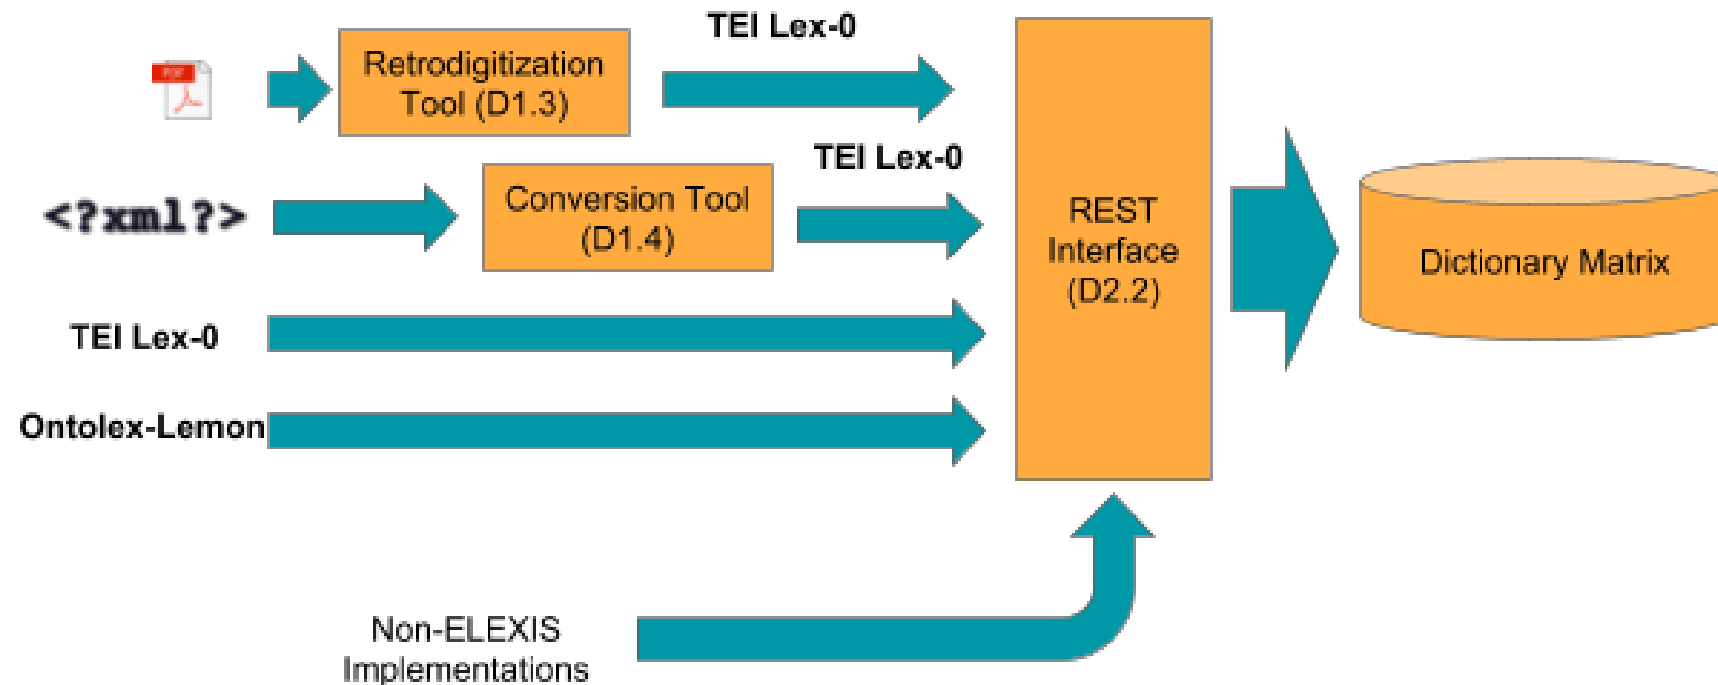 TEI Lex-0
PDF
Retrodigitization
Tool (D1.3)
TEI Lex-0
<?xml?>
Conversion Tool
(D1.4)
REST
Interface
(D2.2)
Dictionary Matrix
TEI Lex-0
Ontolex-Lemon
Non-ELEXIS
Implementations